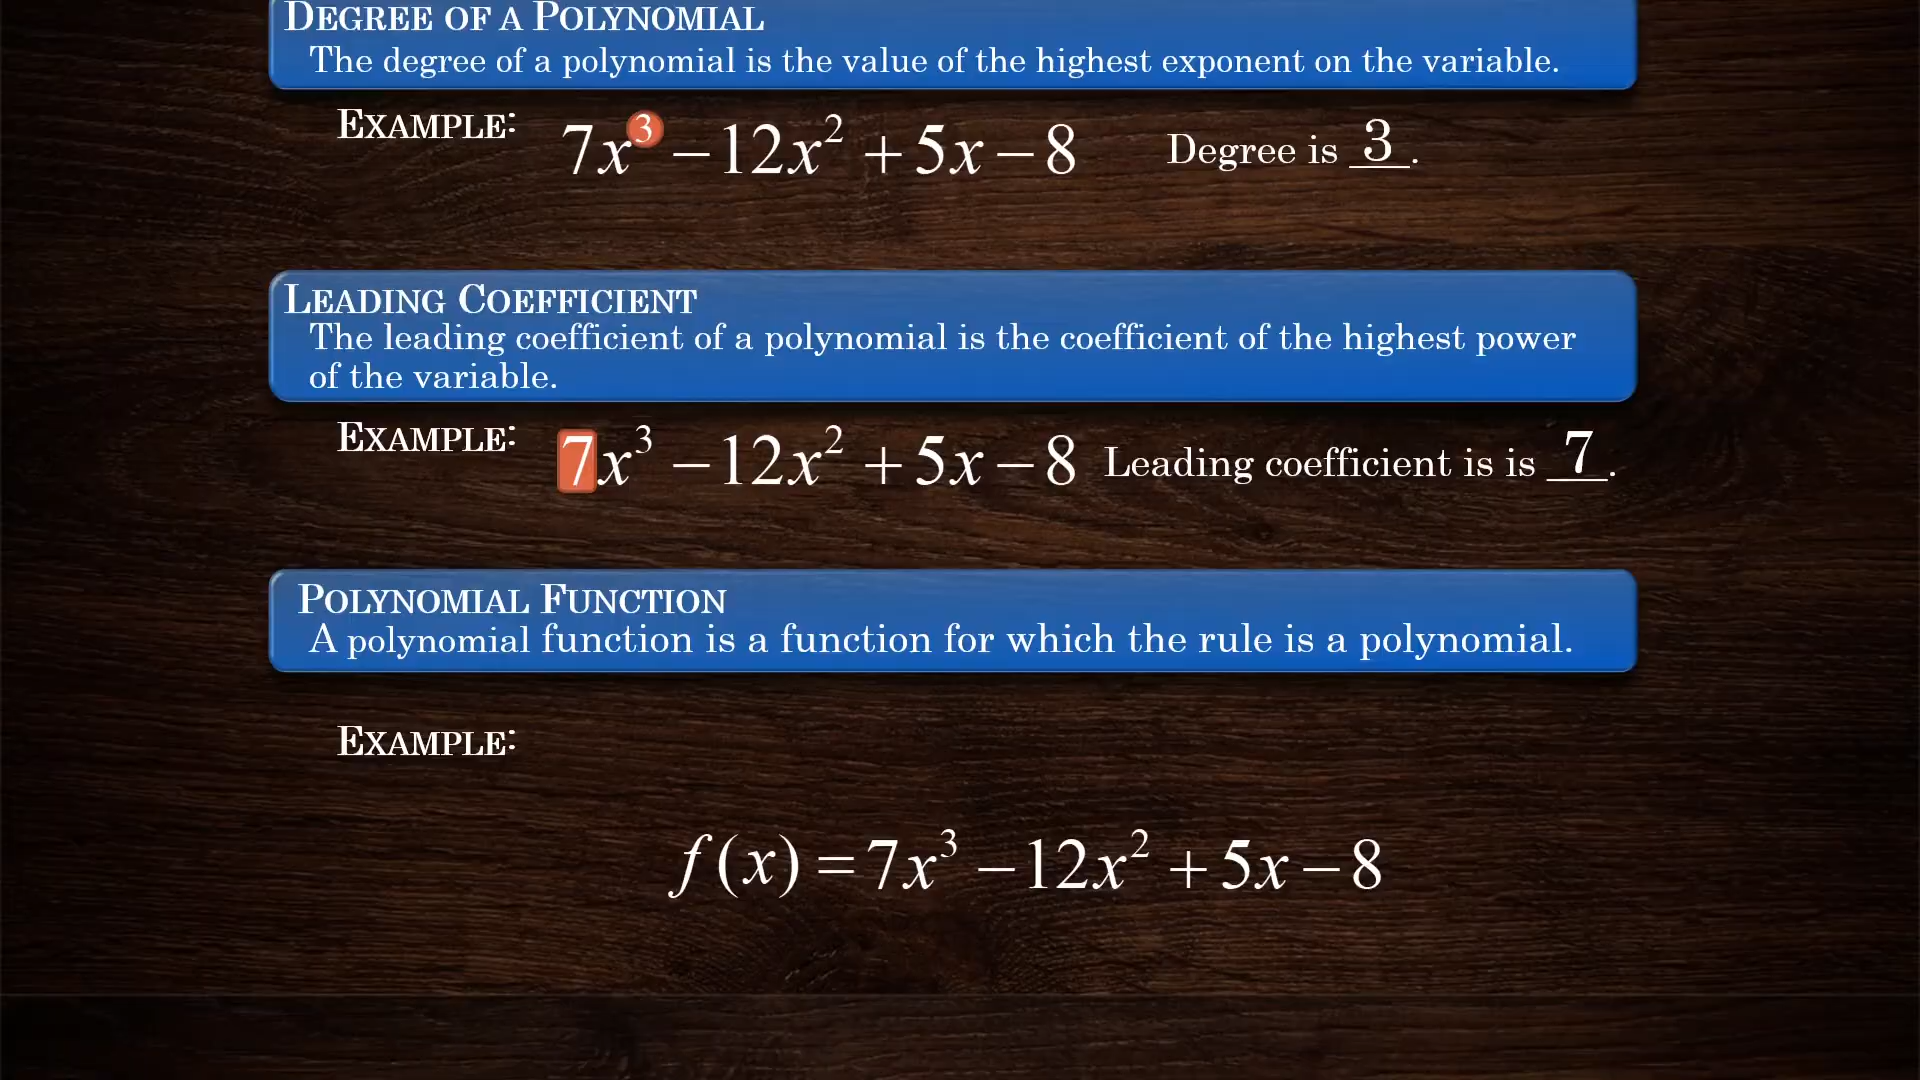 DEGREE OF A POLYNOMIAL
The degree of a polynomial is the value of the highest exponent on the variable.
EXAMPLE: 7x³ − 12x² + 5x − 8 Degree is 3.
LEADING COEFFICIENT
The leading coefficient of a polynomial is the coefficient of the highest power
of the variable.
EXAMPLE: 7x³ − 12x² + 5x − 8 Leading coefficient is is 7.
POLYNOMIAL FUNCTION
A polynomial function is a function for which the rule is a polynomial.
EXAMPLE:
f(x) = 7x³ − 12x² + 5x − 8